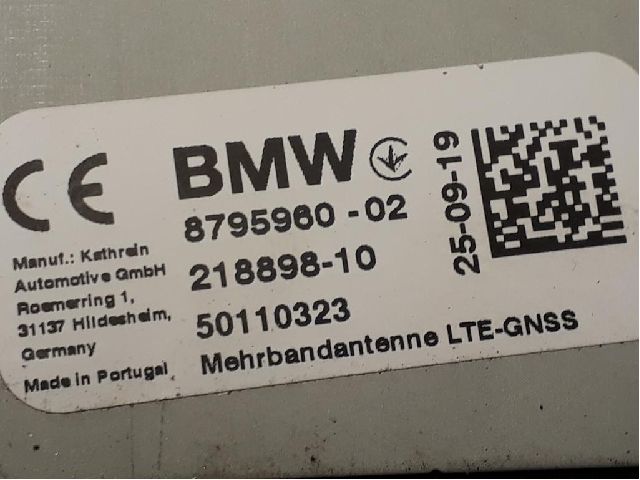 CE
BMW
8795960-02
218898-10
50110323
Mehrbandantenne LTE-GNSS
25-09-19
Manuf.: Kathrein
Automotive GmbH
Roemerring 1,
31137 Hildesheim,
Germany
Made in Portugal